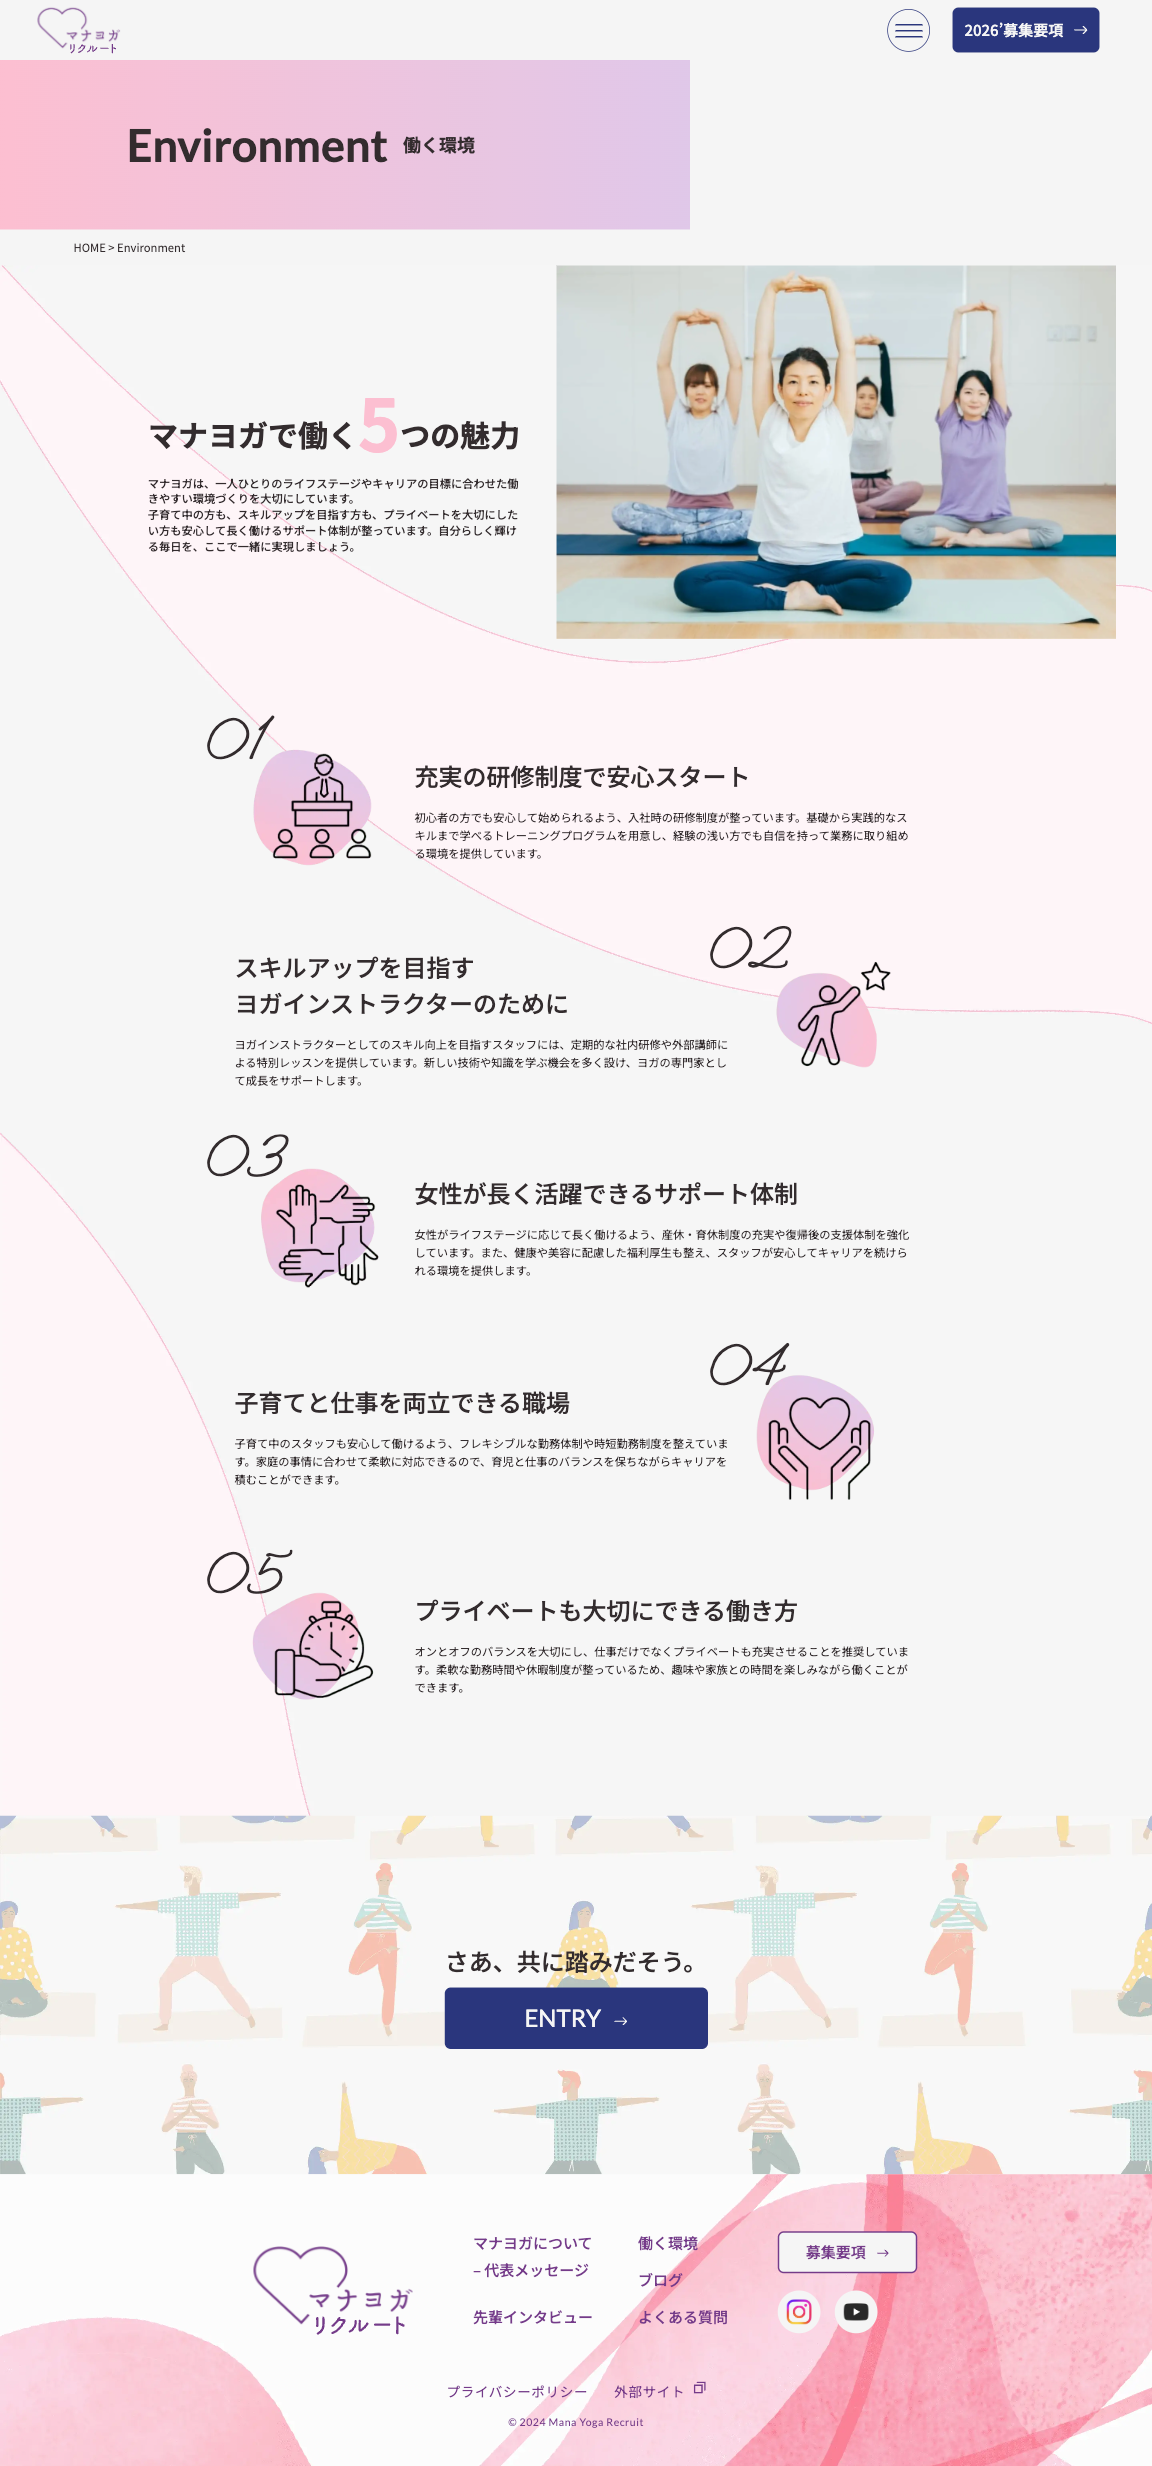 マナヨガ
リクルート
2026’募集要項 →
Environment 働く環境
HOME > Environment
マナヨガで働く5つの魅力
マナヨガは、一人ひとりのライフステージやキャリアの目標に合わせた働
きやすい環境づくりを大切にしています。
子育て中の方も、スキルアップを目指す方も、プライベートを大切にした
い方も安心して長く働けるサポート体制が整っています。自分らしく輝け
る毎日を、ここで一緒に実現しましょう。
01
充実の研修制度で安心スタート
初心者の方でも安心して始められるよう、入社時の研修制度が整っています。基礎から実践的なス
キルまで学べるトレーニングプログラムを用意し、経験の浅い方でも自信を持って業務に取り組め
る環境を提供しています。
02
スキルアップを目指す
ヨガインストラクターのために
ヨガインストラクターとしてのスキル向上を目指すスタッフには、定期的な社内研修や外部講師に
よる特別レッスンを提供しています。新しい技術や知識を学ぶ機会を多く設け、ヨガの専門家とし
て成長をサポートします。
03
女性が長く活躍できるサポート体制
女性がライフステージに応じて長く働けるよう、産休・育休制度の充実や復帰後の支援体制を強化
しています。また、健康や美容に配慮した福利厚生も整え、スタッフが安心してキャリアを続けら
れる環境を提供します。
04
子育てと仕事を両立できる職場
子育て中のスタッフも安心して働けるよう、フレキシブルな勤務体制や時短勤務制度を整えていま
す。家庭の事情に合わせて柔軟に対応できるので、育児と仕事のバランスを保ちながらキャリアを
積むことができます。
05
プライベートも大切にできる働き方
オンとオフのバランスを大切にし、仕事だけでなくプライベートも充実させることを推奨していま
す。柔軟な勤務時間や休暇制度が整っているため、趣味や家族との時間を楽しみながら働くことが
できます。
さあ、共に踏みだそう。
ENTRY →
マナヨガ
リクルート
マナヨガについて
– 代表メッセージ
先輩インタビュー
働く環境
ブログ
よくある質問
募集要項 →
プライバシーポリシー 外部サイト
© 2024 Mana Yoga Recruit